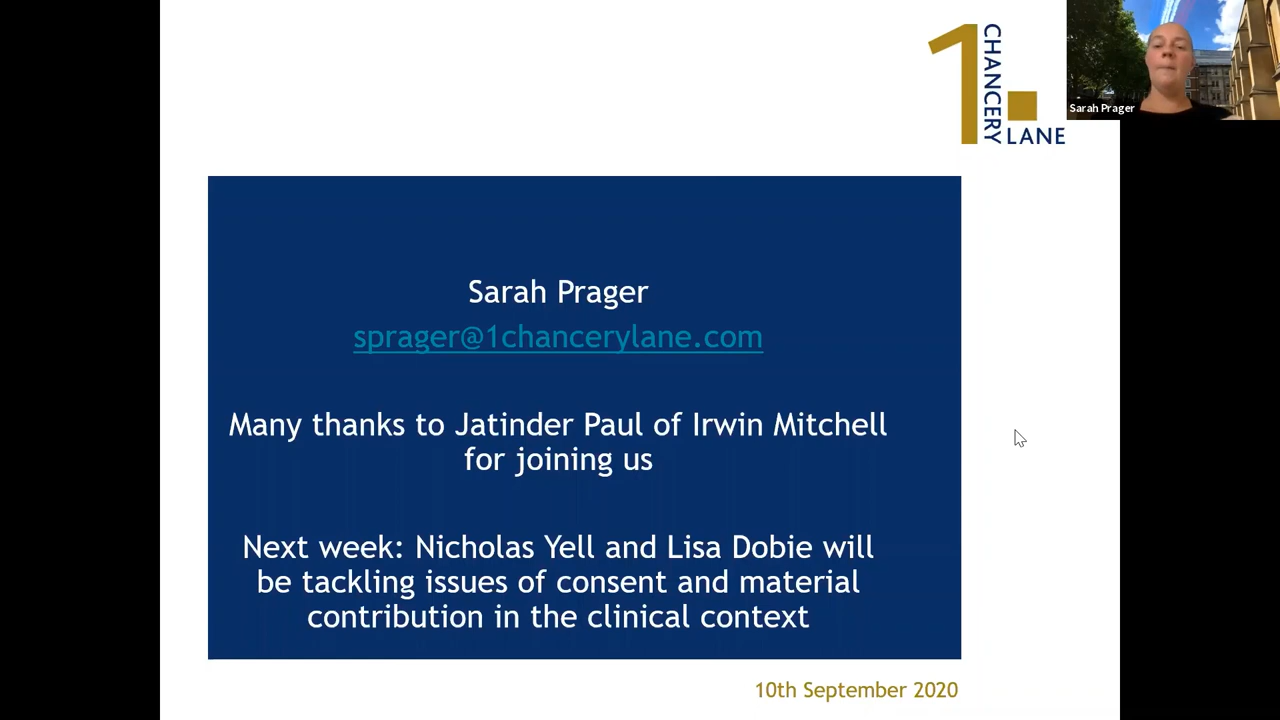 1
CHANCERY
LANE
Sarah Prager
Sarah Prager
sprager@1chancerylane.com
Many thanks to Jatinder Paul of Irwin Mitchell
for joining us
Next week: Nicholas Yell and Lisa Dobie will
be tackling issues of consent and material
contribution in the clinical context
10th September 2020